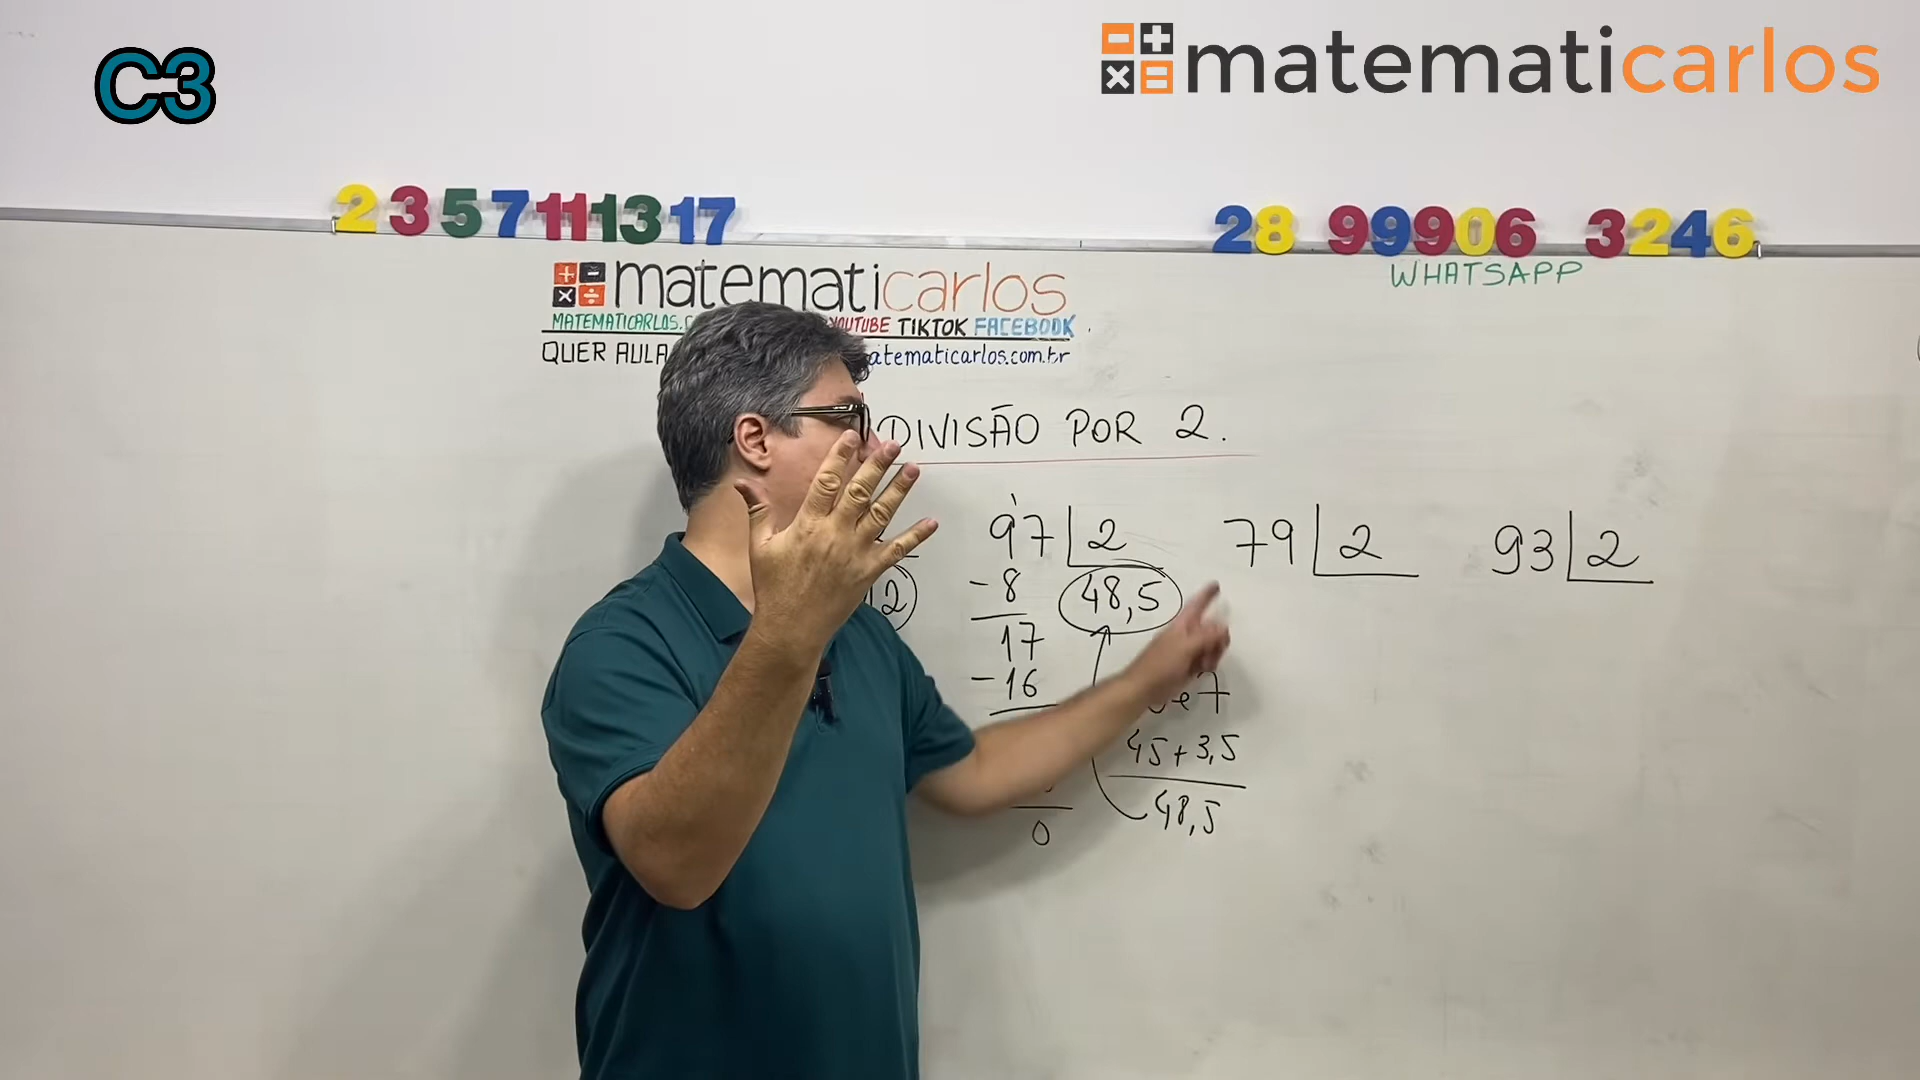 C3
matematicarlos
2 3 5 7 11 13 17
28 99906 3246
WHATSAPP
matematicarlos
MATEMATICARLOS.
YOUTUBE TIKTOK FACEBOOK
QUER AULA
matematicarlos.com.br
DIVISÃO POR 2.
97 2
48,5
-8
17
-16
0
e 7
45+3,5
48,5
79 2
93 2